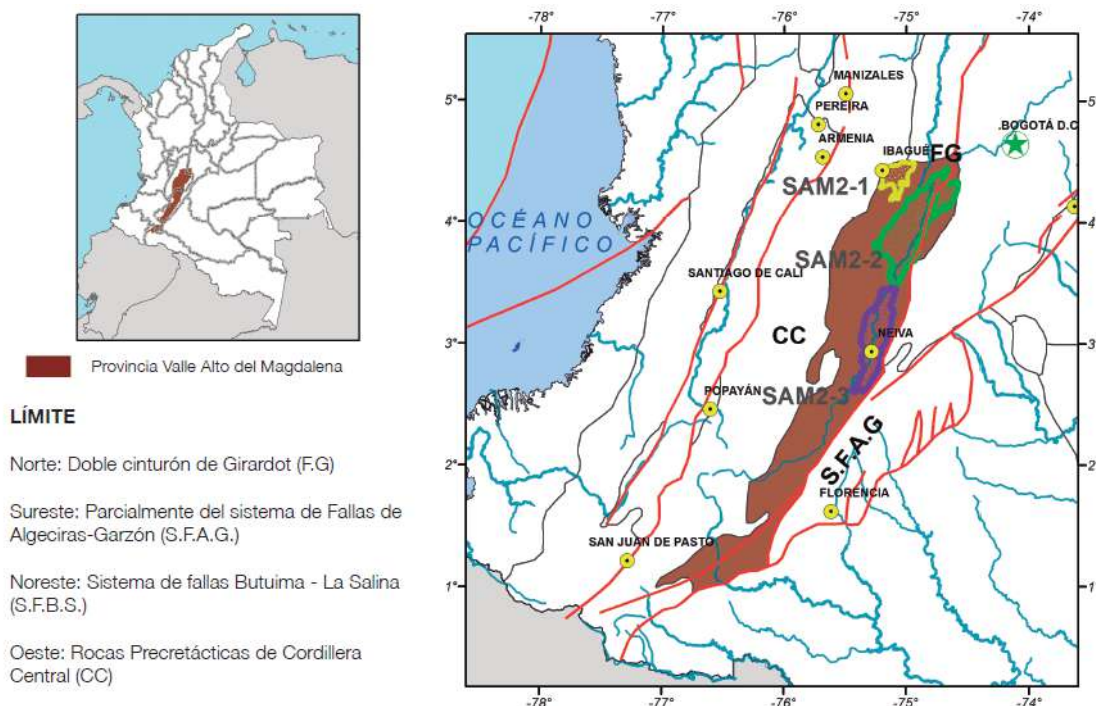 Provincia Valle Alto del Magdalena
LÍMITE
Norte: Doble cinturón de Girardot (F.G)
Sureste: Parcialmente del sistema de Fallas de
Algeciras-Garzón (S.F.A.G.)
Noreste: Sistema de fallas Butuima - La Salina
(S.F.B.S.)
Oeste: Rocas Precretácticas de Cordillera
Central (CC)
-78° -77° -76° -75° -74°
MANIZALES
5° 5
PEREIRA
.BOGOTÁ D.C
ARMENIA
IBAGUÉ
FG
SAM2-1
4° 4
OCÉANO
PACÍFICO
SAM2-2
SANTIAGO DE CALI
CC
NEIVA
3° 3
SAM2-3
POPAYÁN
S.F.A.G
2° 2
FLORENCIA
SAN JUAN DE PASTO
1° 1
-78° -77° -76° -75° -74°